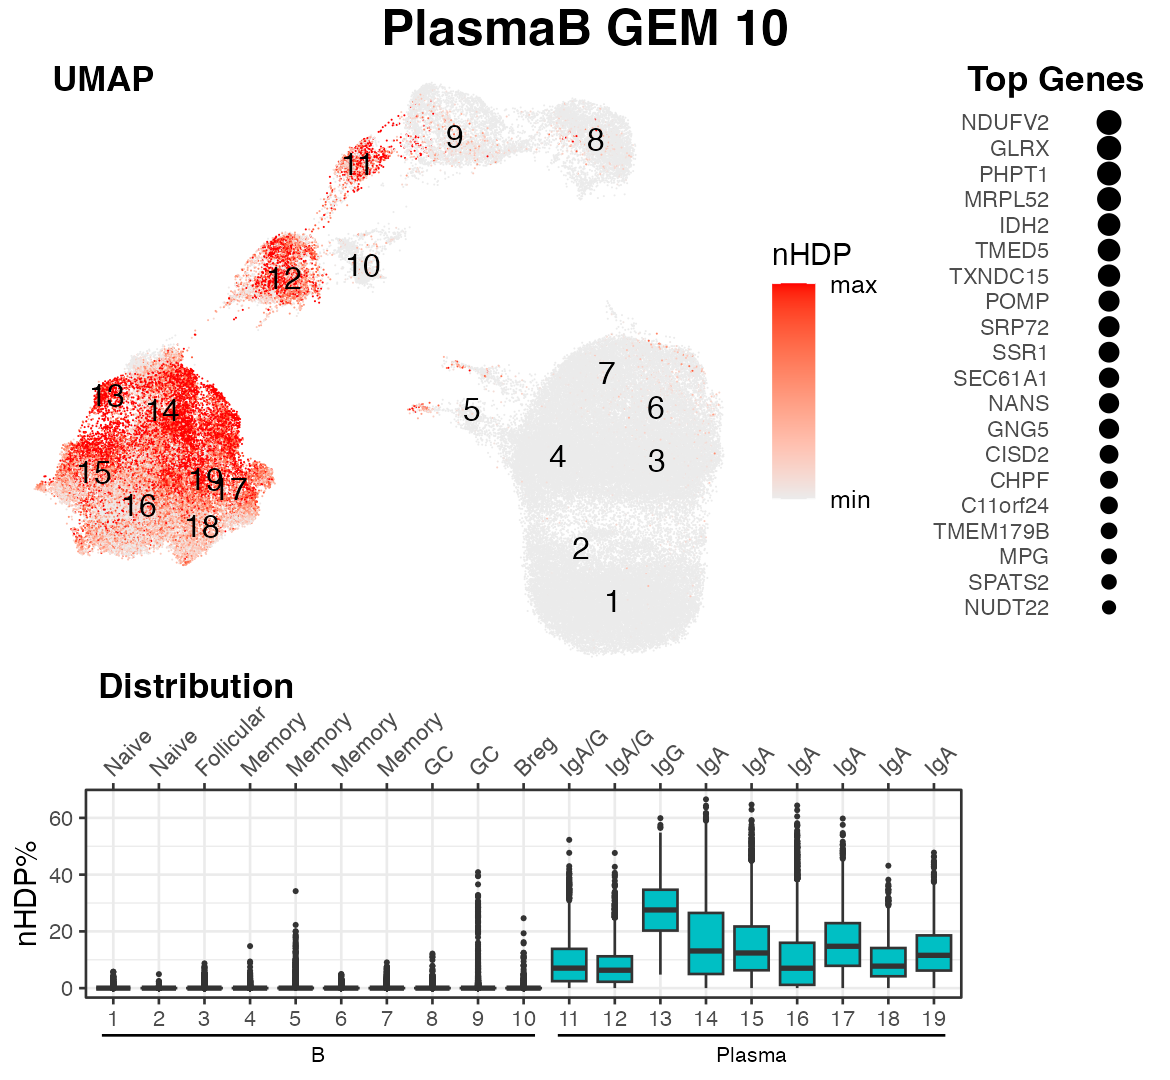 PlasmaB GEM 10
UMAP
Top Genes
9
8
11
10
12
7
5
6
4
3
2
1
13
14
15
19
17
16
18
nHDP
max
min
NDUFV2
GLRX
PHPT1
MRPL52
IDH2
TMED5
TXNDC15
POMP
SRP72
SSR1
SEC61A1
NANS
GNG5
CISD2
CHPF
C11orf24
TMEM179B
MPG
SPATS2
NUDT22
Distribution
Naive Naive Follicular Memory Memory Memory Memory GC GC Breg IgA/G IgA/G IgG IgA IgA IgA IgA IgA IgA
nHDP%
60
40
20
0
1 2 3 4 5 6 7 8 9 10 11 12 13 14 15 16 17 18 19
B Plasma